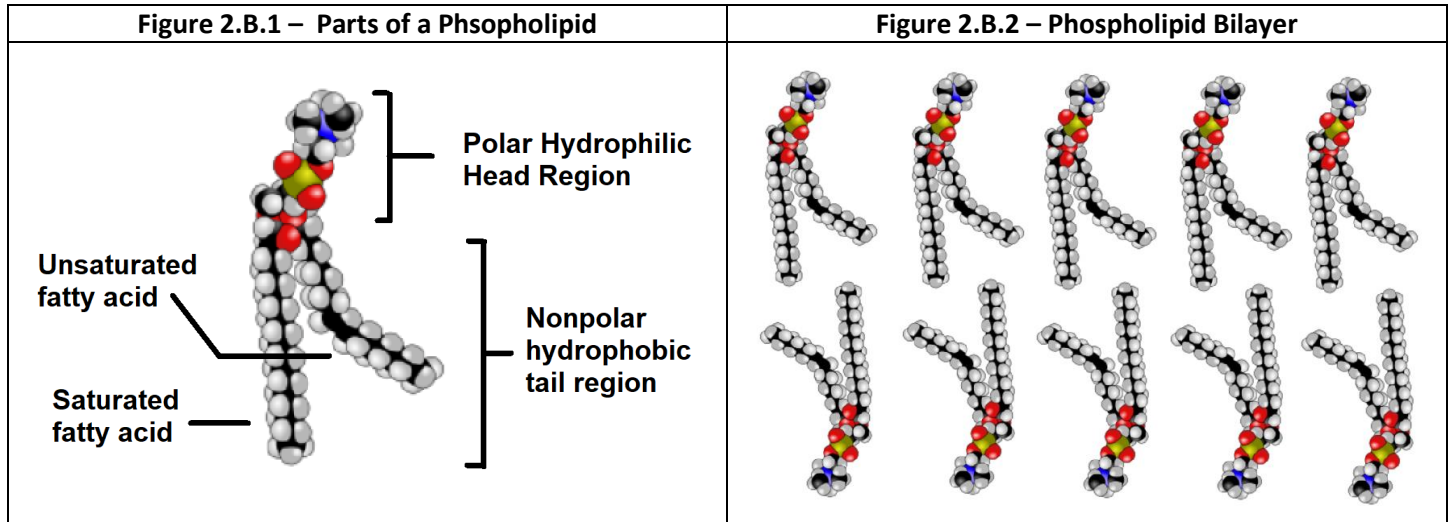 Figure 2.B.1 – Parts of a Phsopholipid
Figure 2.B.2 – Phospholipid Bilayer
Polar Hydrophilic
Head Region
Unsaturated
fatty acid
Nonpolar
hydrophobic
tail region
Saturated
fatty acid